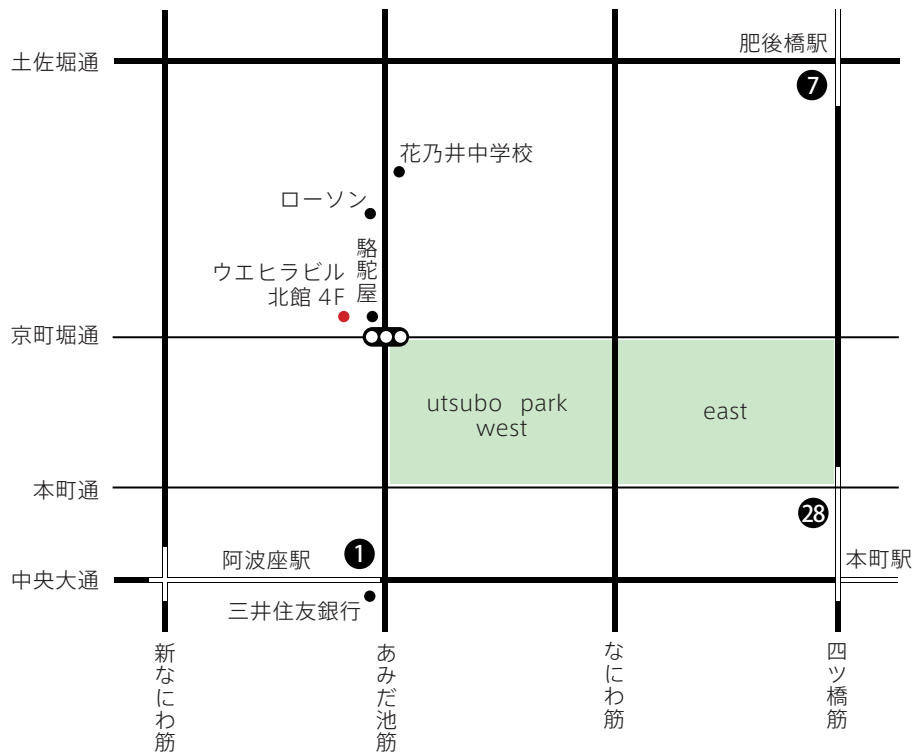 肥後橋駅
土佐堀通
7
花乃井中学校
ローソン
駱駝屋
ウエヒラビル
北館 4F
京町堀通
utsubo park
west
east
本町通
28
1
阿波座駅
本町駅
中央大通
三井住友銀行
新なにわ筋
あみだ池筋
なにわ筋
四ツ橋筋